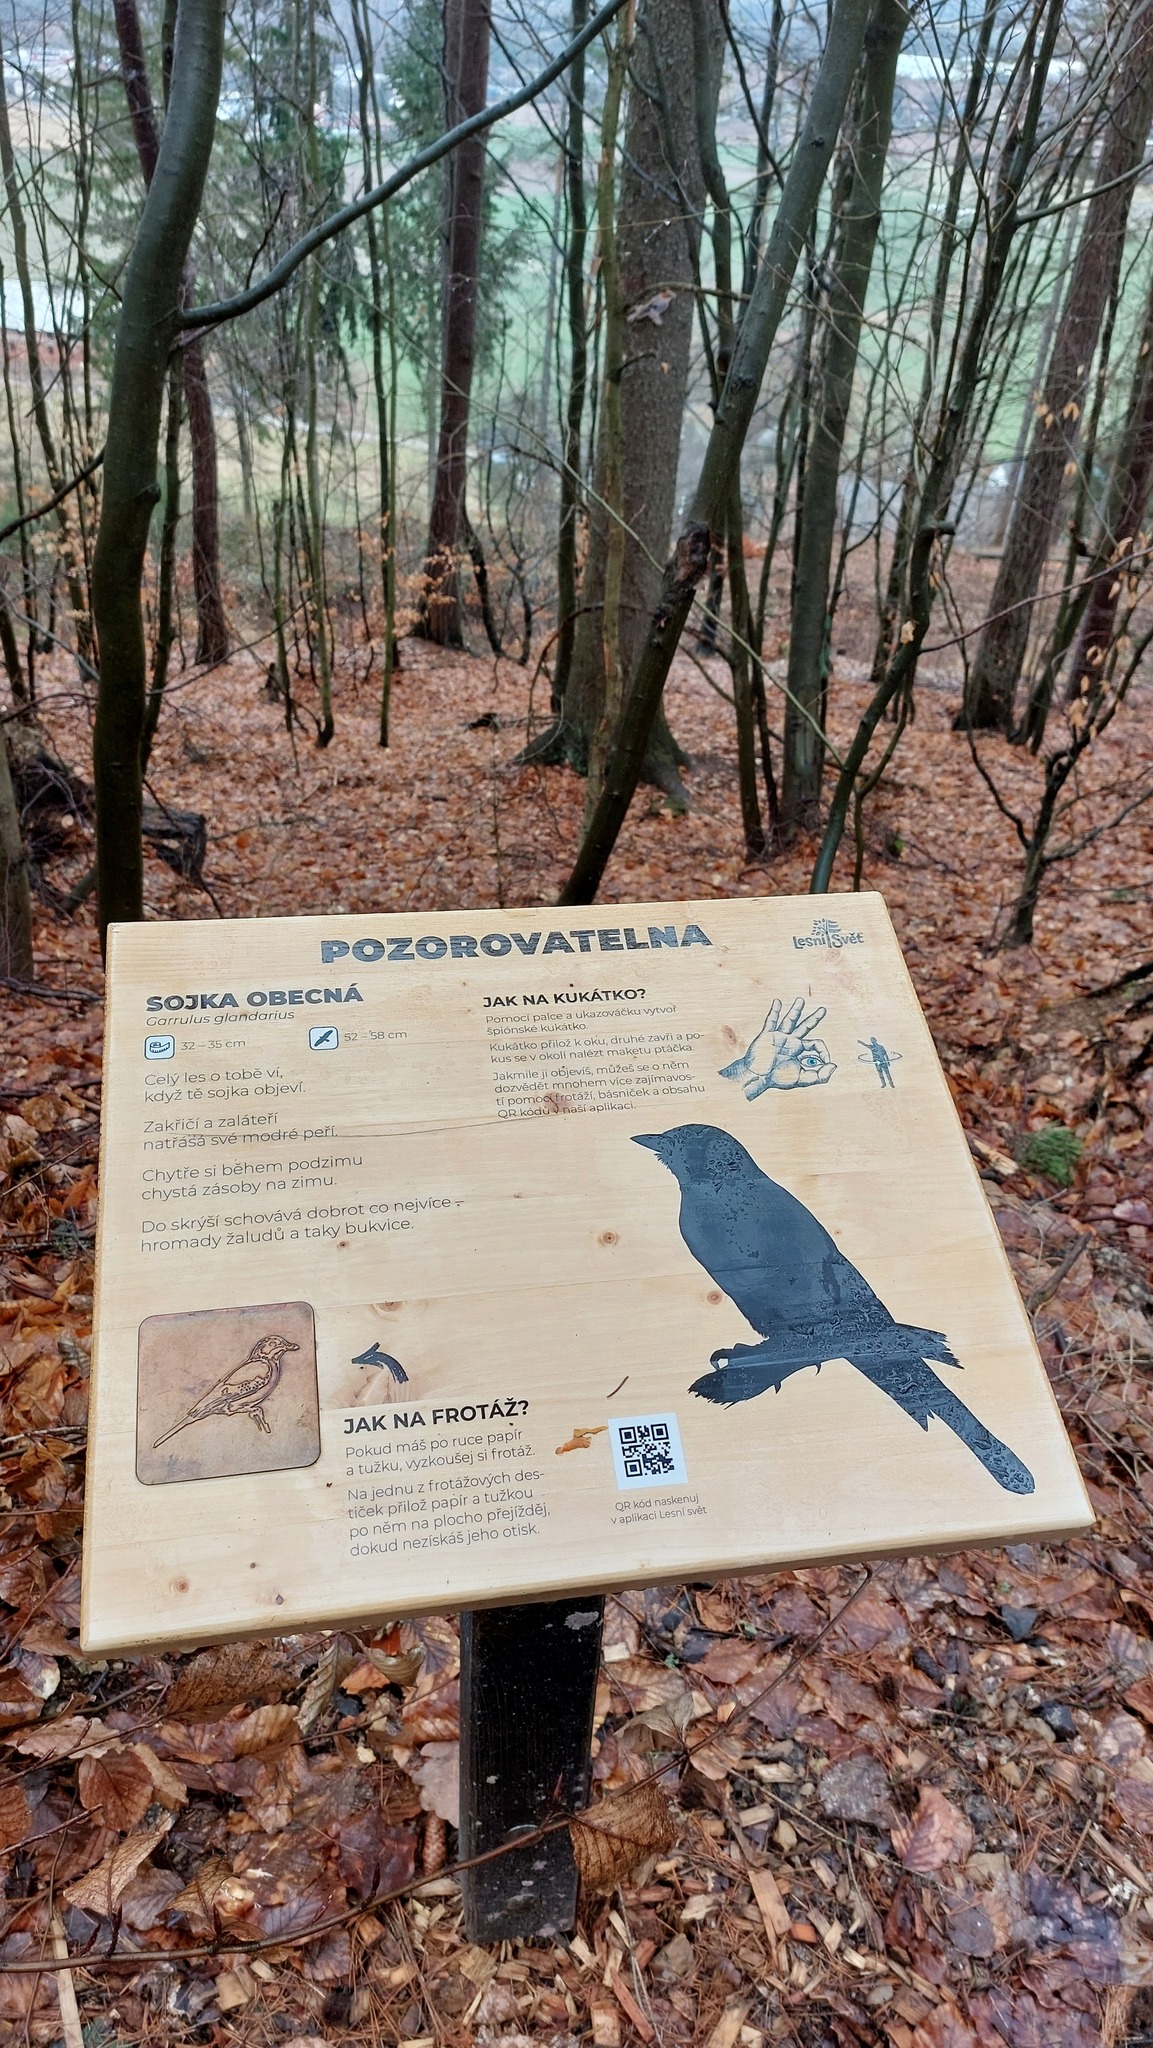 POZOROVATELNA
Lesní Svět
SOJKA OBECNÁ
Garrulus glandarius
32 – 35 cm
52 – 58 cm
Celý les o tobě ví,
když tě sojka objeví.
Zakřičí a zaláteří
natřásá své modré peří.
Chytře si během podzimu
chystá zásoby na zimu.
Do skrýší schovává dobrot co nejvíce –
hromady žaludů a taky bukvice.
JAK NA KUKÁTKO?
Pomocí palce a ukazováčku vytvoř
špiónské kukátko.
Kukátko přilož k oku, druhé zavři a po-
kus se v okolí nalézt maketu ptáčka.
Jakmile ji objevíš, můžeš se o něm
dozvědět mnohem více zajímavos-
tí pomocí frotáží, básniček a obsahu
QR kódů v naší aplikaci.
JAK NA FROTÁŽ?
Pokud máš po ruce papír
a tužku, vyzkoušej si frotáž.
Na jednu z frotážových des-
tiček přilož papír a tužkou
po něm na plocho přejížděj,
dokud nezískáš jeho otisk.
QR kód naskenuj
v aplikaci Lesní svět